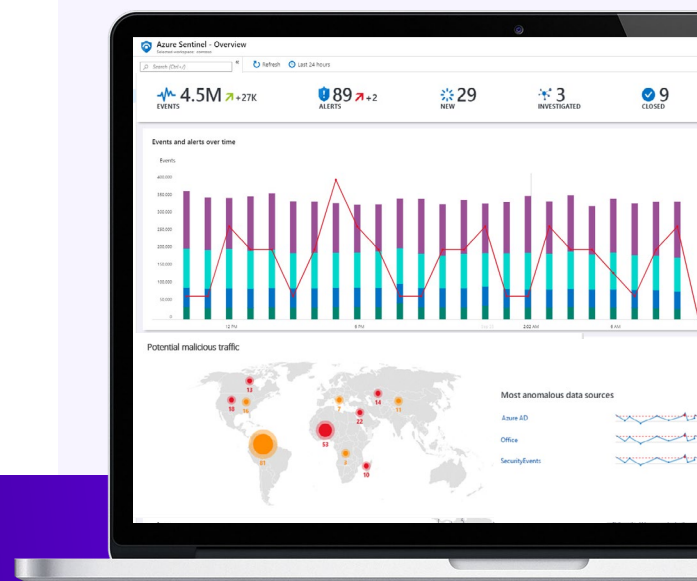 Azure Sentinel - Overview
Search (Ctrl+/)
«
Refresh
Last 24 hours
4.5M +27K
EVENTS
89 +2
ALERTS
29
NEW
3
INVESTIGATED
9
CLOSED
Events and alerts over time
Events
400,000
350,000
300,000
250,000
200,000
150,000
100,000
50,000
0
12 PM
6 PM
2:02 AM
6 AM
Potential malicious traffic
13
18
16
7
14
11
22
53
81
10
Most anomalous data sources
Azure AD
Office
SecurityEvents